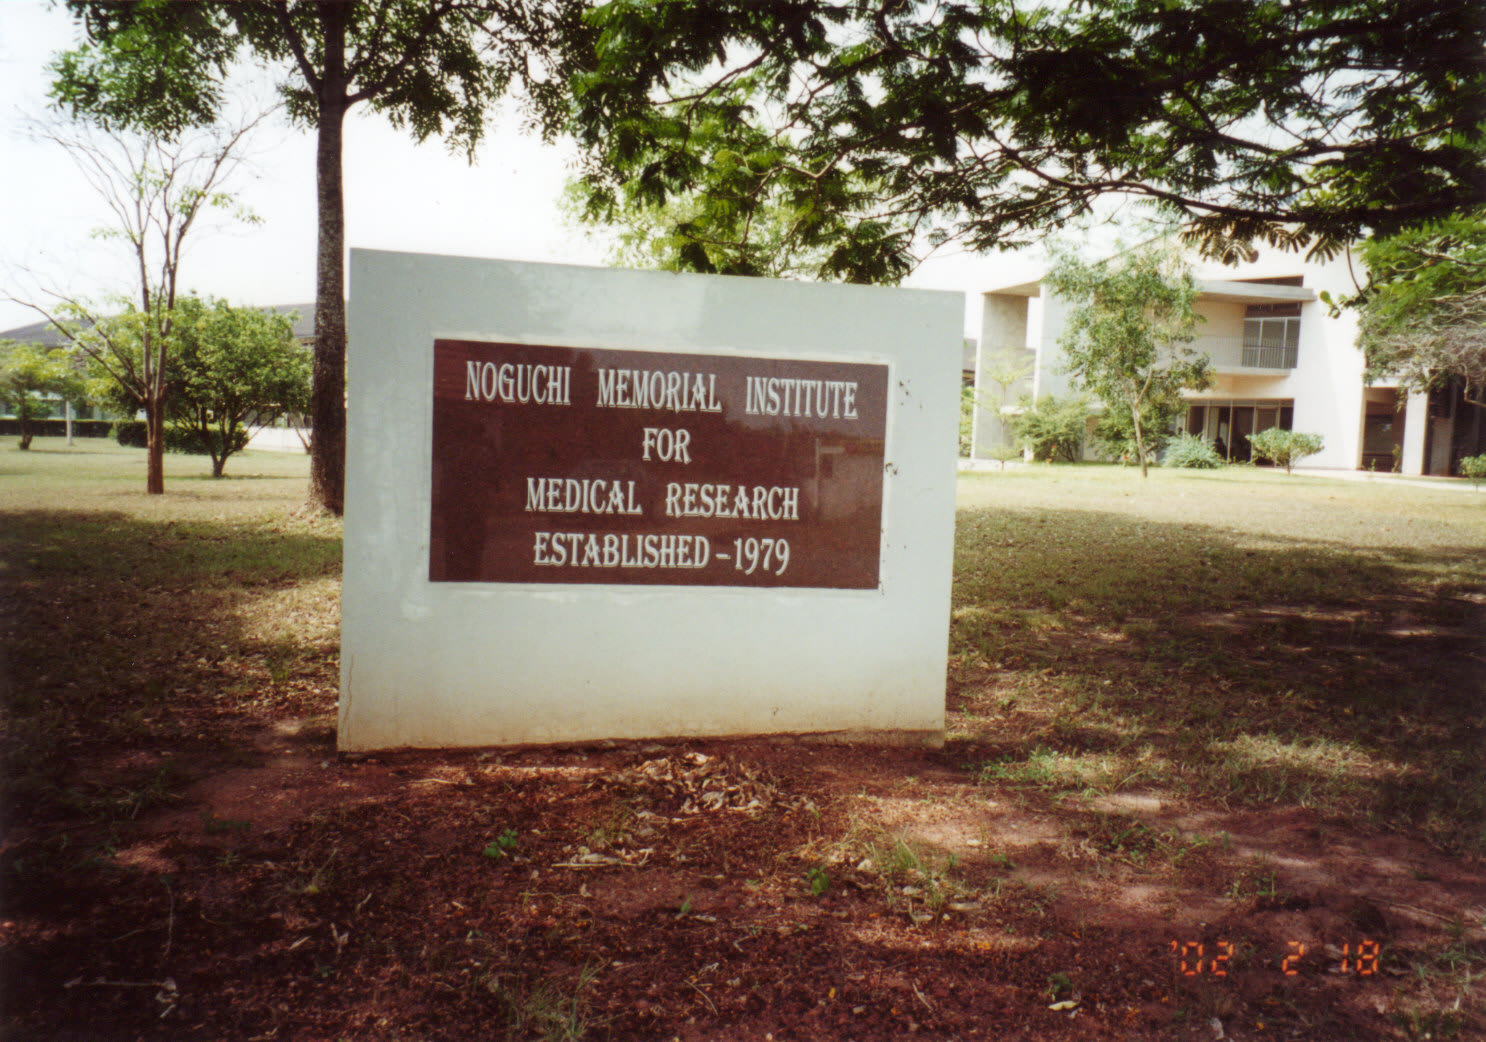 NOGUCHI MEMORIAL INSTITUTE
FOR
MEDICAL RESEARCH
ESTABLISHED – 1979
'02 2 18